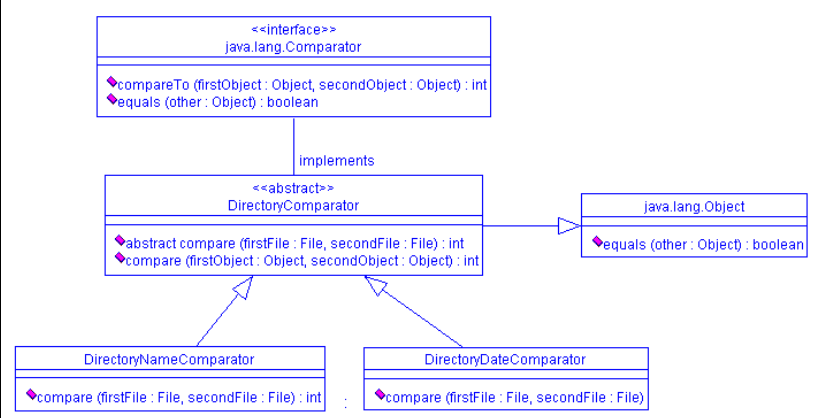 <<interface>>
java.lang.Comparator
compareTo (firstObject : Object, secondObject : Object) : int
equals (other : Object) : boolean
implements
<<abstract>>
DirectoryComparator
abstract compare (firstFile : File, secondFile : File) : int
compare (firstObject : Object, secondObject : Object) : int
java.lang.Object
equals (other : Object) : boolean
DirectoryNameComparator
compare (firstFile : File, secondFile : File) : int
:
DirectoryDateComparator
compare (firstFile : File, secondFile : File)